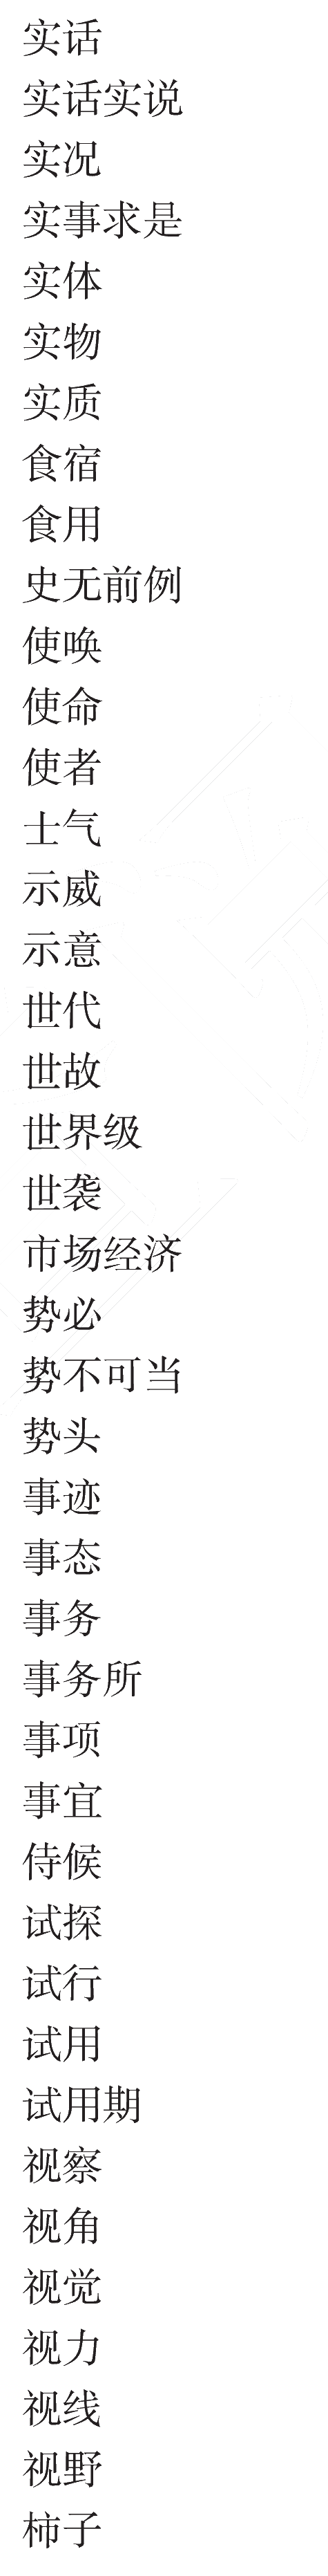 实话
实话实说
实况
实事求是
实体
实物
实质
食宿
食用
史无前例
使唤
使命
使者
士气
示威
示意
世代
世故
世界级
世袭
市场经济
势必
势不可当
势头
事迹
事态
事务
事务所
事项
事宜
侍候
试探
试行
试用
试用期
视察
视角
视觉
视力
视线
视野
柿子